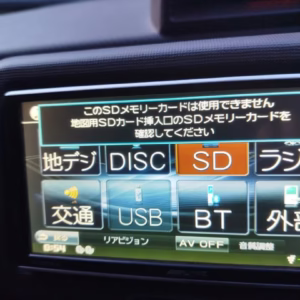 このSDメモリーカードは使用できません
地図用SDカード挿入口のSDメモリーカードを
確認してください
地デジ DISC SD ラジ
交通 USB BT 外部
リアビジョン AV OFF 音質調整